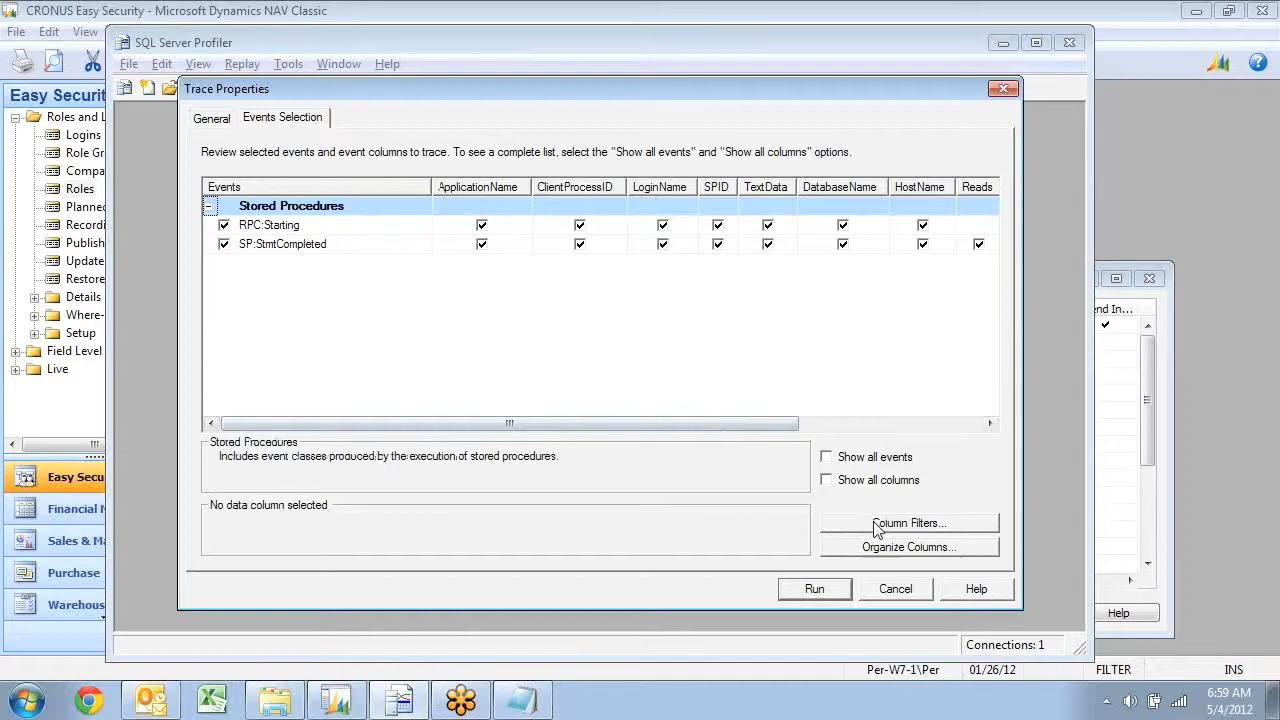 CRONUS Easy Security - Microsoft Dynamics NAV Classic
File Edit View
SQL Server Profiler
File Edit View Replay Tools Window Help
Trace Properties
General Events Selection
Review selected events and event columns to trace. To see a complete list, select the "Show all events" and "Show all columns" options.
Events ApplicationName ClientProcessID LoginName SPID TextData DatabaseName HostName Reads
Stored Procedures
RPC:Starting
SP:StmtCompleted
Stored Procedures
Includes event classes produced by the execution of stored procedures.
No data column selected
Show all events
Show all columns
Column Filters...
Organize Columns...
Run Cancel Help
Connections: 1
Easy Securit
Roles and L
Logins
Role Gr
Compa
Roles
Planne
Recordi
Publish
Update
Restore
Details
Where-
Setup
Field Level
Live
Easy Secu
Financial M
Sales & Ma
Purchase
Warehous
nd In...
Help
Per-W7-1\Per 01/26/12 FILTER INS
6:59 AM
5/4/2012